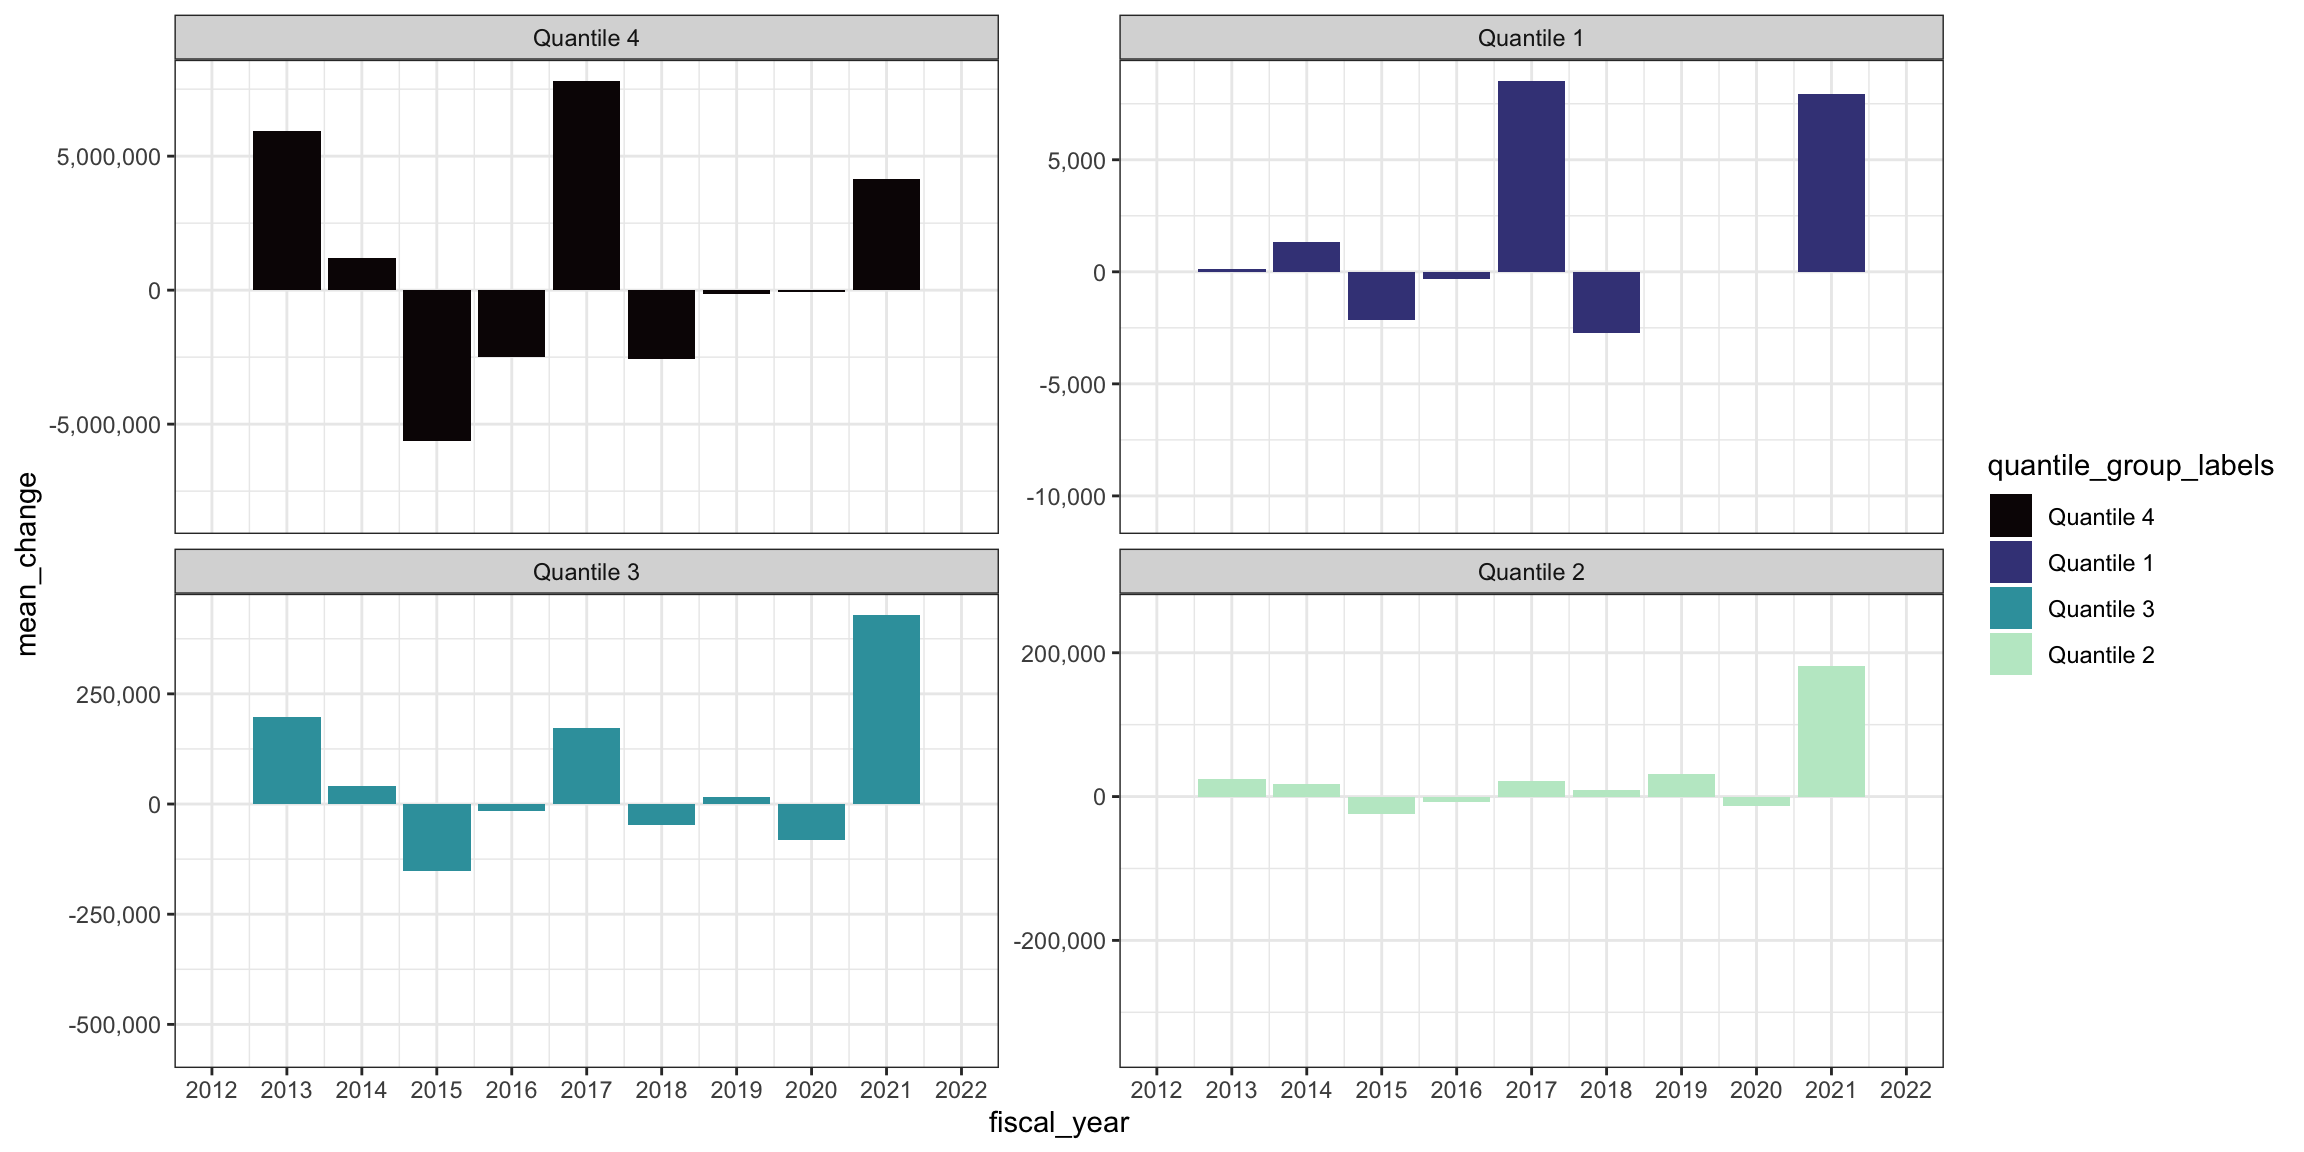 Quantile 4
Quantile 1
5,000,000
0
-5,000,000
5,000
0
-5,000
-10,000
Quantile 3
Quantile 2
250,000
0
-250,000
-500,000
200,000
0
-200,000
2012 2013 2014 2015 2016 2017 2018 2019 2020 2021 2022
2012 2013 2014 2015 2016 2017 2018 2019 2020 2021 2022
fiscal_year
mean_change
quantile_group_labels
Quantile 4
Quantile 1
Quantile 3
Quantile 2